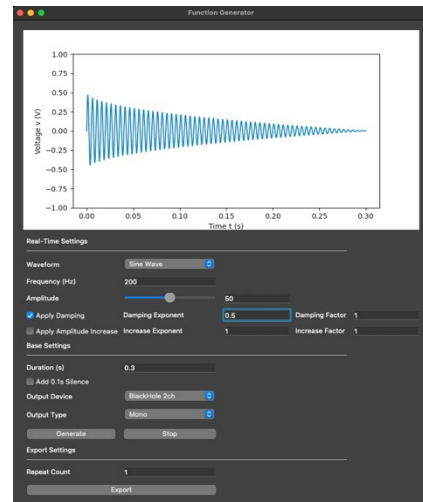 Function Generator
1.00
0.75
0.50
0.25
0.00
−0.25
−0.50
−0.75
−1.00
Voltage v (V)
0.00 0.05 0.10 0.15 0.20 0.25 0.30
Time t (s)
Real-Time Settings
Waveform Sine Wave
Frequency (Hz) 200
Amplitude 50
Apply Damping Damping Exponent 0.5 Damping Factor 1
Apply Amplitude Increase Increase Exponent 1 Increase Factor 1
Base Settings
Duration (s) 0.3
Add 0.1s Silence
Output Device BlackHole 2ch
Output Type Mono
Generate Stop
Export Settings
Repeat Count 1
Export